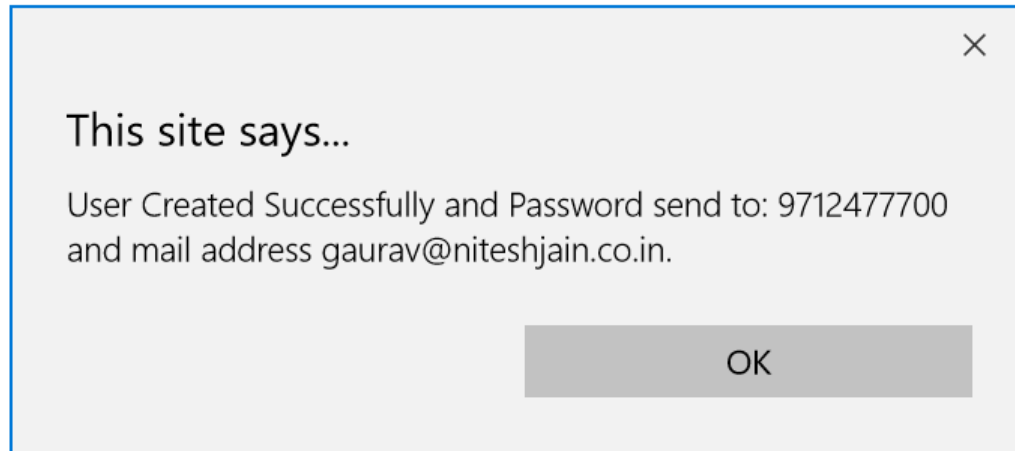 This site says...
User Created Successfully and Password send to: 9712477700
and mail address gaurav@niteshjain.co.in.
OK